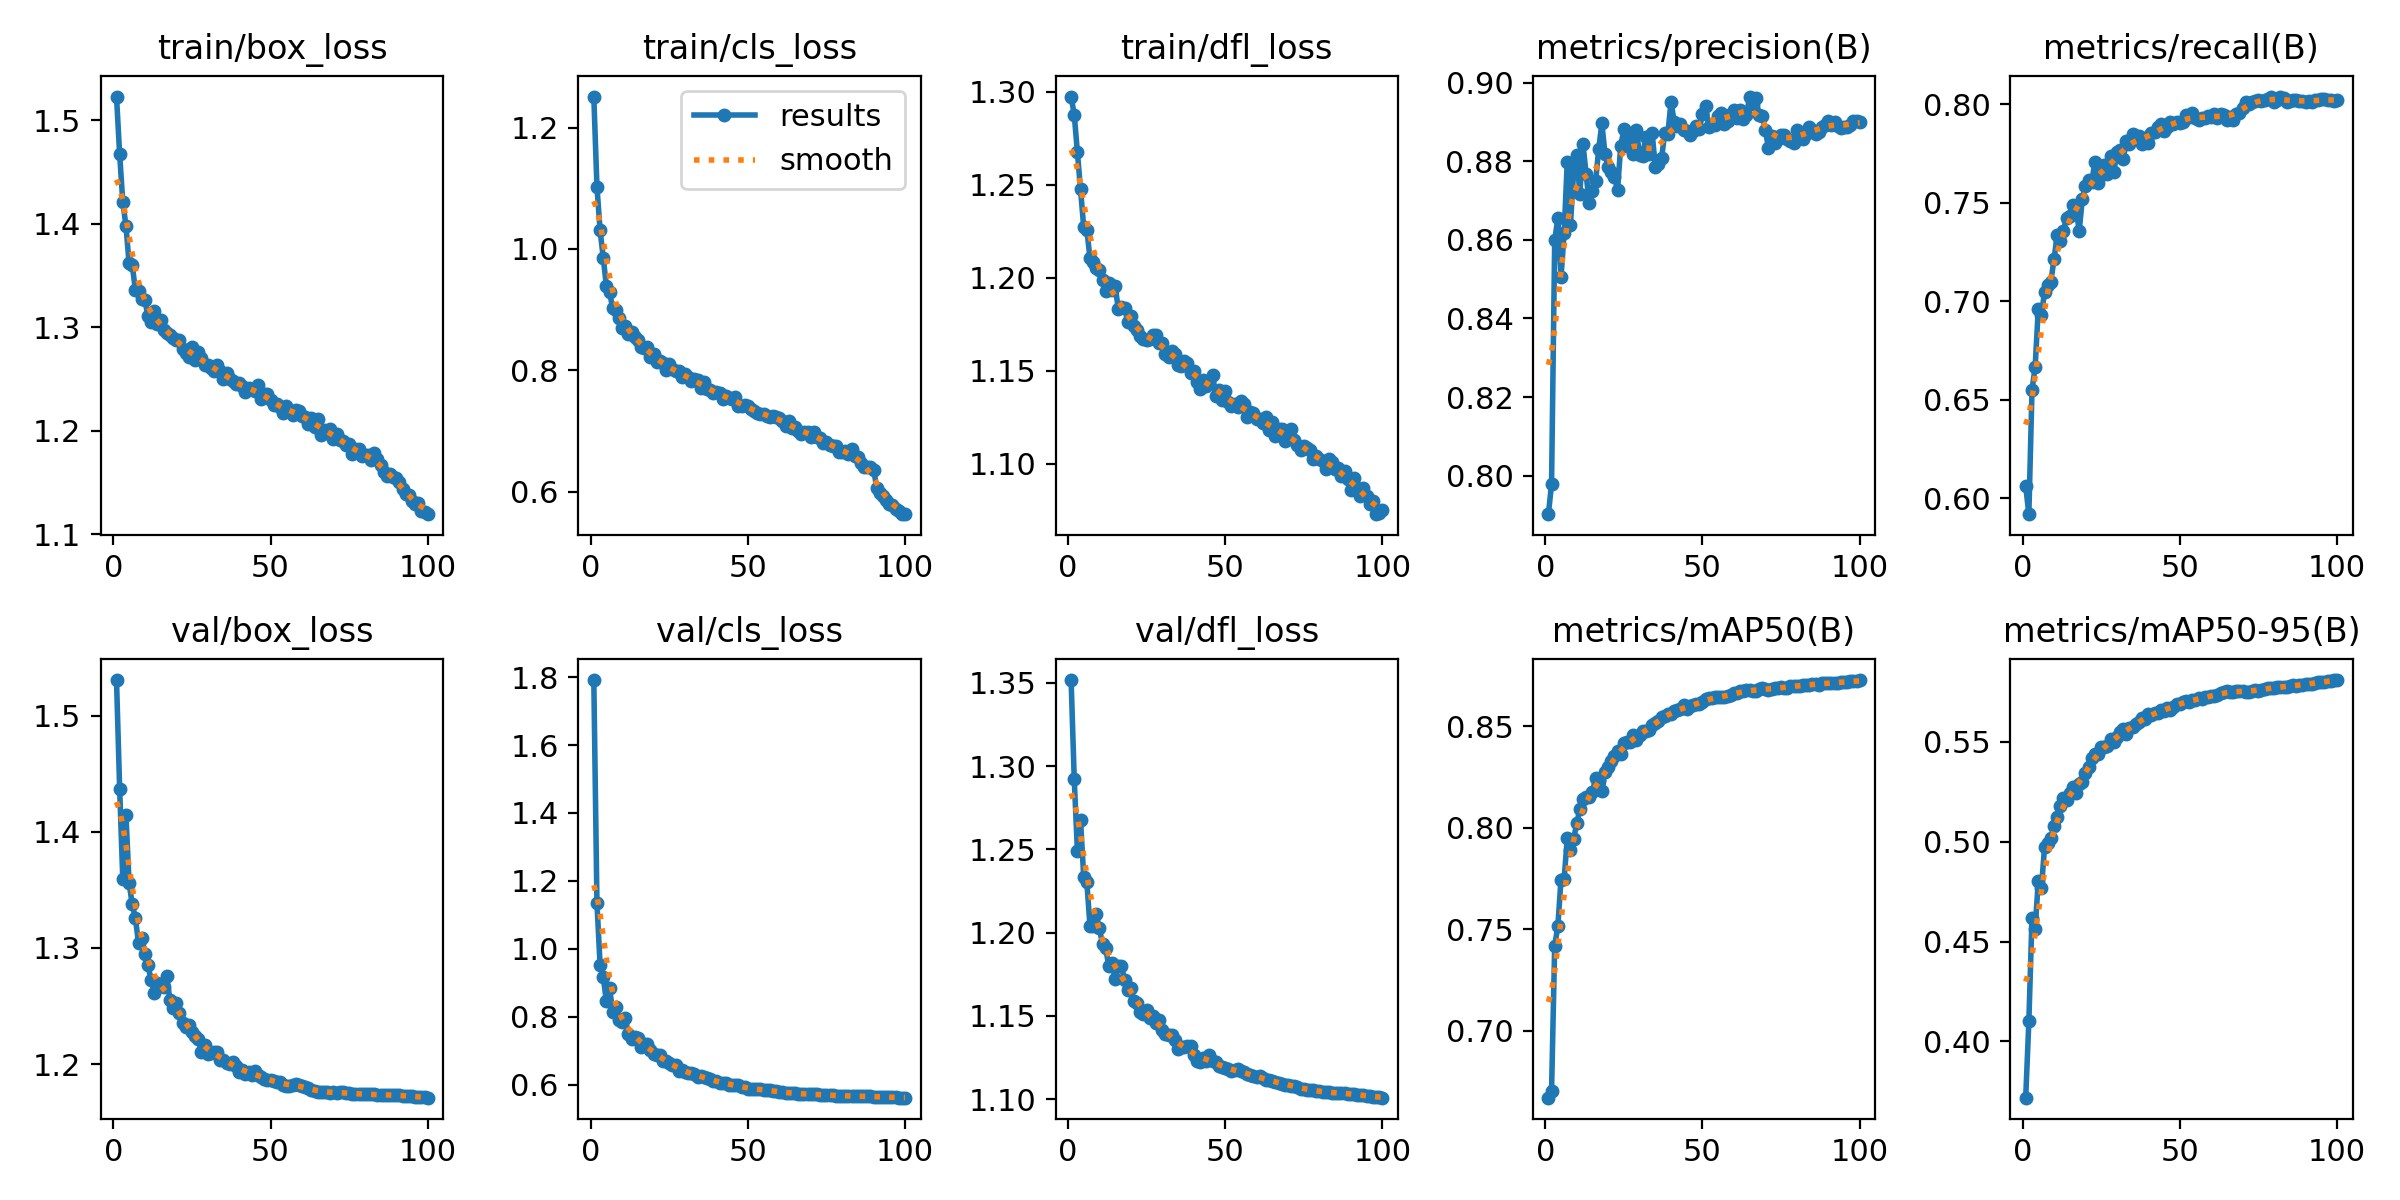 train/box_loss
1.5
1.4
1.3
1.2
1.1
0 50 100
train/cls_loss
results
smooth
1.2
1.0
0.8
0.6
0 50 100
train/dfl_loss
1.30
1.25
1.20
1.15
1.10
0 50 100
metrics/precision(B)
0.90
0.88
0.86
0.84
0.82
0.80
0 50 100
metrics/recall(B)
0.80
0.75
0.70
0.65
0.60
0 50 100
val/box_loss
1.5
1.4
1.3
1.2
0 50 100
val/cls_loss
1.8
1.6
1.4
1.2
1.0
0.8
0.6
0 50 100
val/dfl_loss
1.35
1.30
1.25
1.20
1.15
1.10
0 50 100
metrics/mAP50(B)
0.85
0.80
0.75
0.70
0 50 100
metrics/mAP50-95(B)
0.55
0.50
0.45
0.40
0 50 100